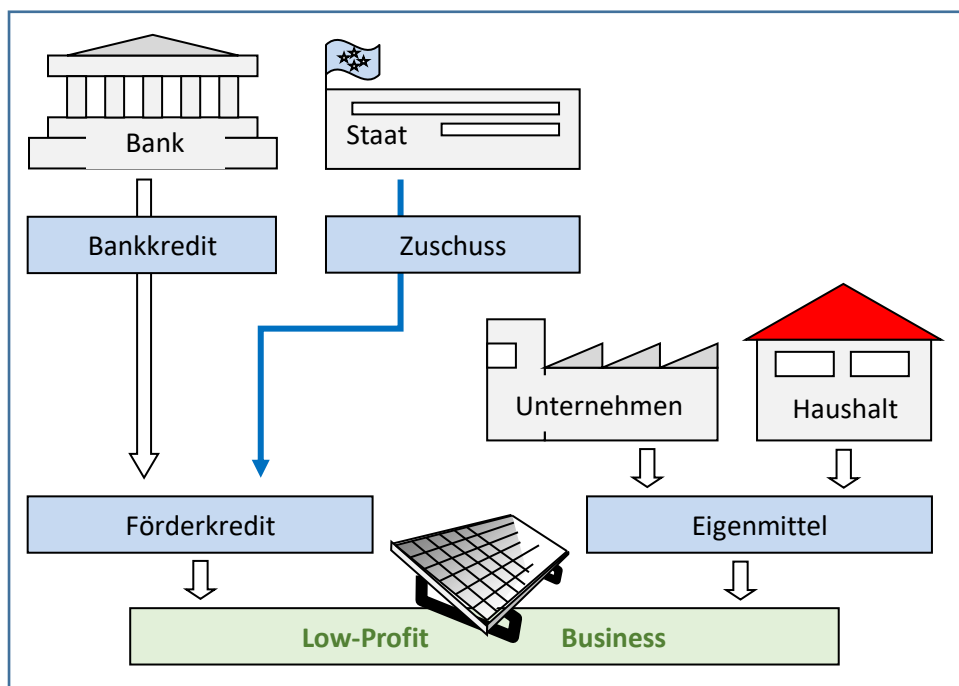 Bank
Staat
Bankkredit
Zuschuss
Unternehmen
Haushalt
Förderkredit
Eigenmittel
Low-Profit Business